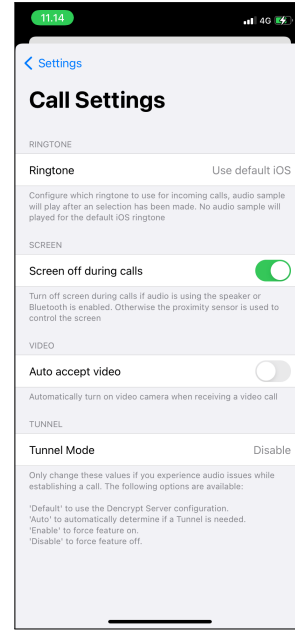 11.14
4G
Settings
Call Settings
RINGTONE
Ringtone Use default iOS
Configure which ringtone to use for incoming calls, audio sample
will play after an selection has been made. No audio sample will
played for the default iOS ringtone
SCREEN
Screen off during calls
Turn off screen during calls if audio is using the speaker or
Bluetooth is enabled. Otherwise the proximity sensor is used to
control the screen
VIDEO
Auto accept video
Automatically turn on video camera when receiving a video call
TUNNEL
Tunnel Mode Disable
Only change these values if you experience audio issues while
establishing a call. The following options are available:
'Default' to use the Dencrypt Server configuration.
'Auto' to automatically determine if a Tunnel is needed.
'Enable' to force feature on.
'Disable' to force feature off.